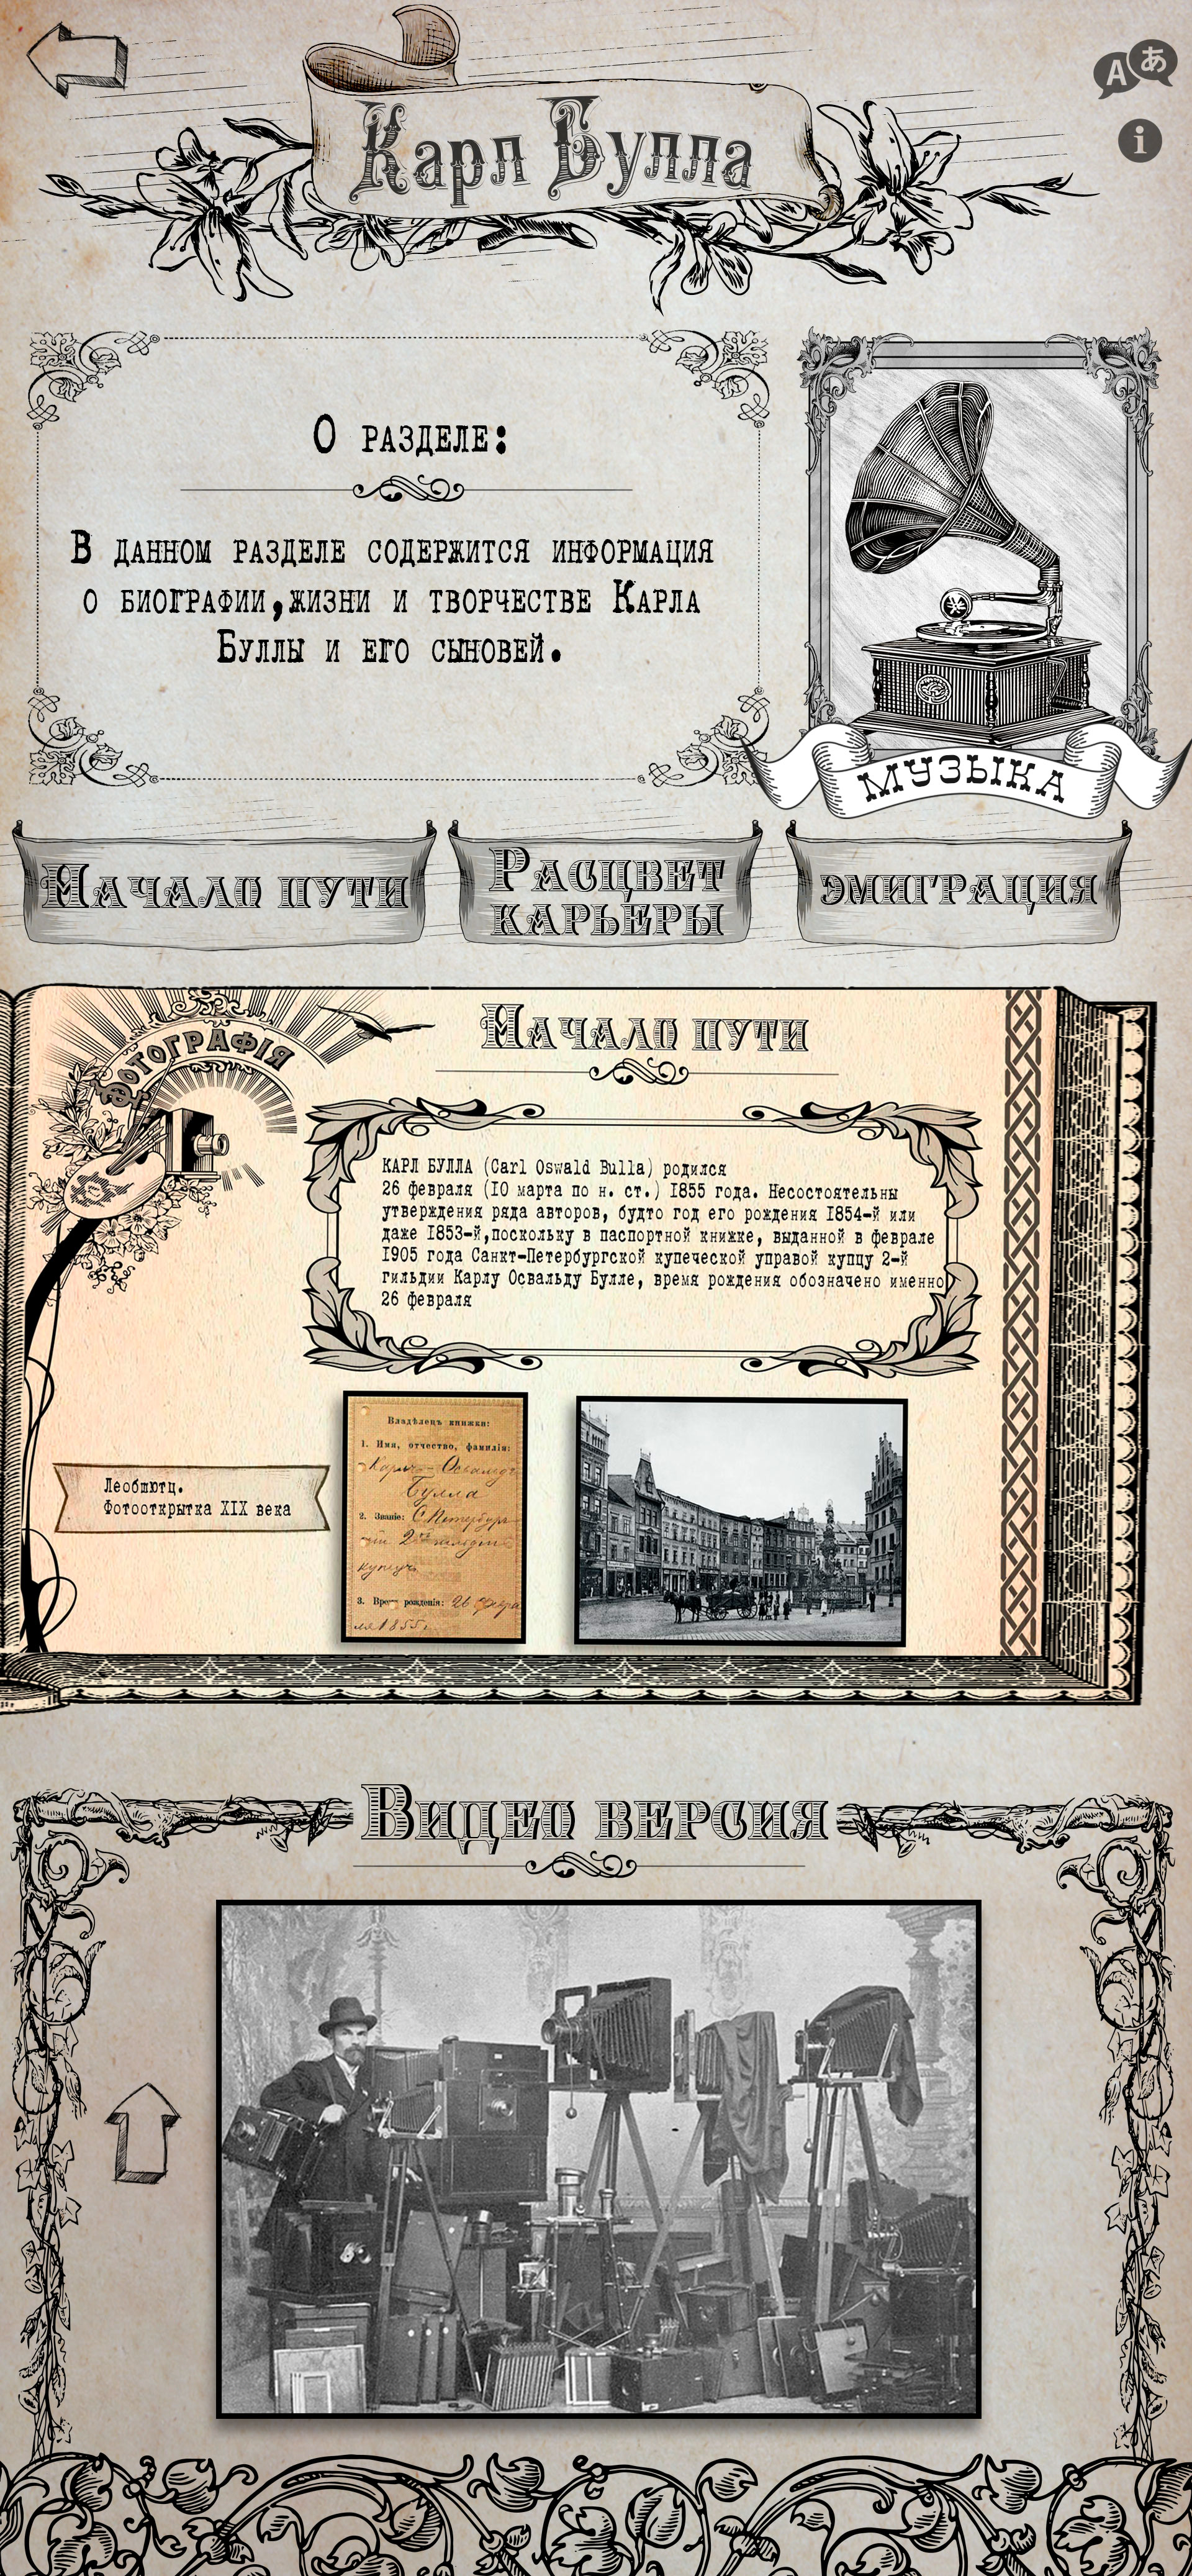 A あ
i
Карл Булла
О разделе:
В данном разделе содержится информация
о биографии,жизни и творчестве Карла
Буллы и его сыновей.
МУЗЫКА
Начало пути
Расцвет
карьеры
эмиграция
Фотографія
Начало пути
КАРЛ БУЛЛА (Carl Oswald Bulla) родился
26 февраля (10 марта по н. ст.) 1855 года. Несостоятельны
утверждения ряда авторов, будто год его рождения 1854-й или
даже 1853-й,поскольку в паспортной книжке, выданной в феврале
1905 года Санкт-Петербургской купеческой управой купцу 2-й
гильдии Карлу Освальду Булле, время рождения обозначено именно
26 февраля
Леобшютц.
Фотооткрытка XIX века
Владѣлецъ книжки:
1. Имя, отчество, фамилія:
Карлъ - Освальдъ
Булла
2. Званіе: С.Петербург
2ой гильдіи
купецъ
3. Время рожденія: 26 февра
ля 1855 г.
Видео версия